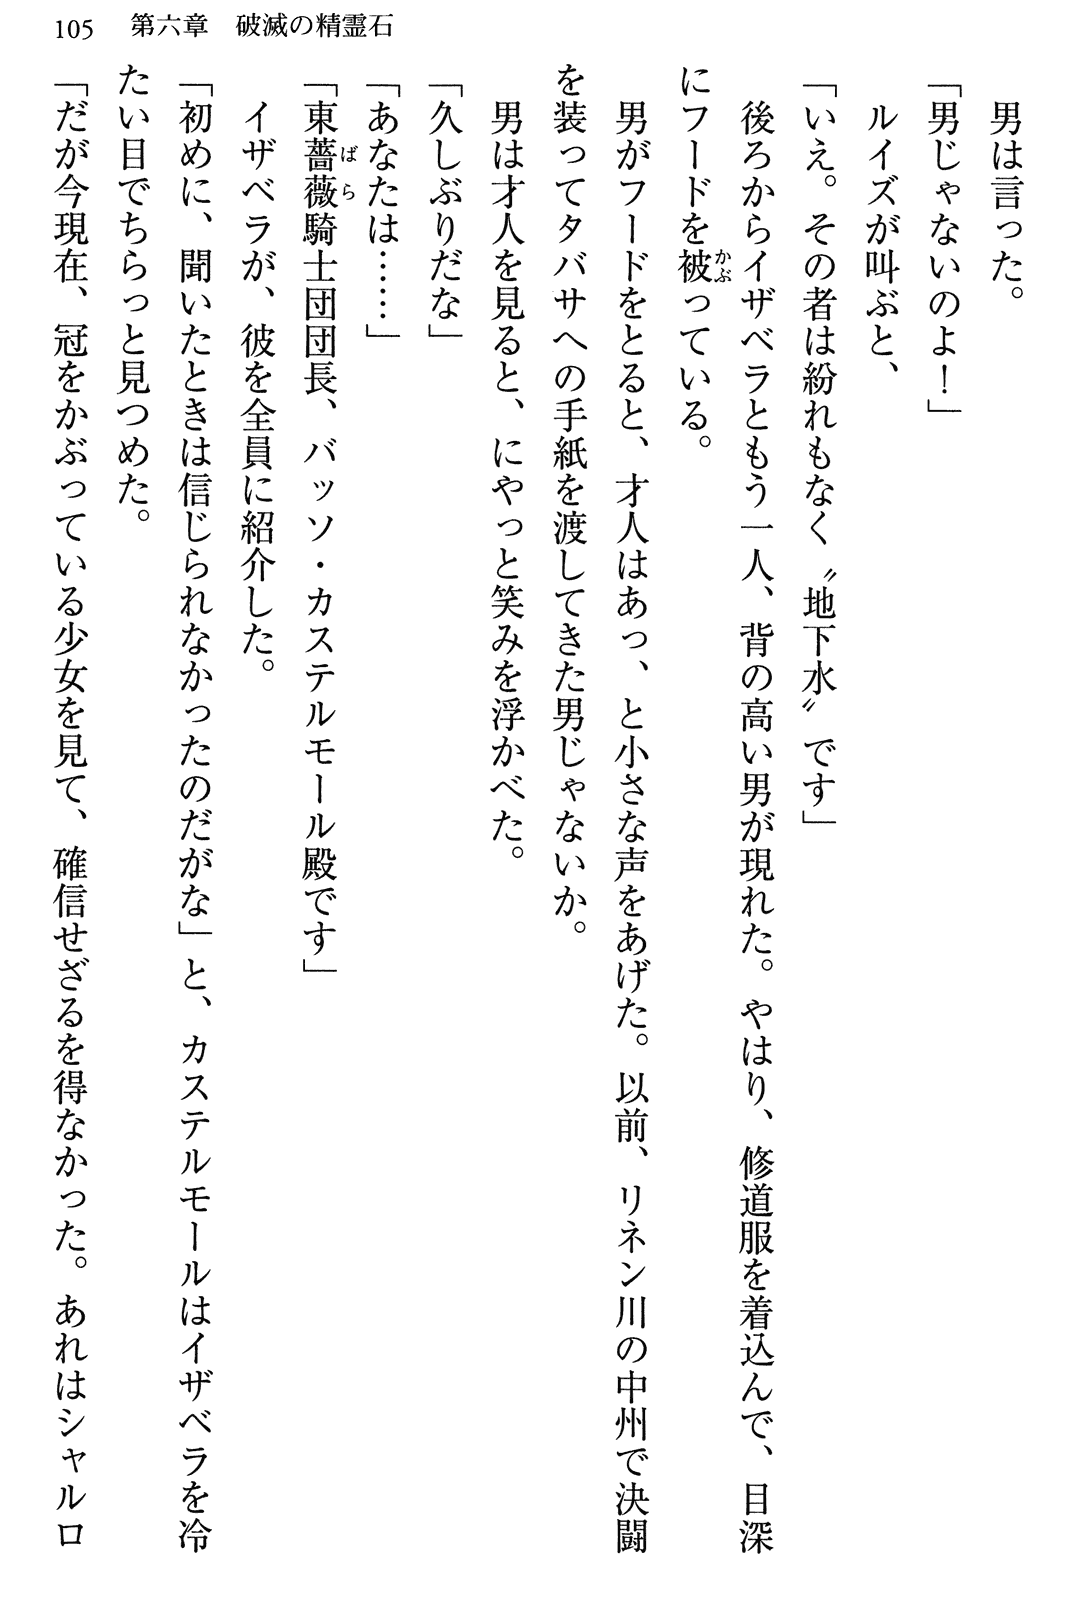 105 第六章　破滅の精霊石
　男は言った。
「男じゃないのよ！」
　ルイズが叫ぶと、
「いえ。その者は紛れもなく〝地下水〟です」
　後ろからイザベラともう一人、背の高い男が現れた。やはり、修道服を着込んで、目深
にフードを被っている。
　男がフードをとると、才人はあっ、と小さな声をあげた。以前、リネン川の中州で決闘
を装ってタバサへの手紙を渡してきた男じゃないか。
　男は才人を見ると、にやっと笑みを浮かべた。
「久しぶりだな」
「あなたは……」
「東薔薇騎士団団長、バッソ・カステルモール殿です」
　イザベラが、彼を全員に紹介した。
「初めに、聞いたときは信じられなかったのだがな」と、カステルモールはイザベラを冷
たい目でちらっと見つめた。
「だが今現在、冠をかぶっている少女を見て、確信せざるを得なかった。あれはシャルロ